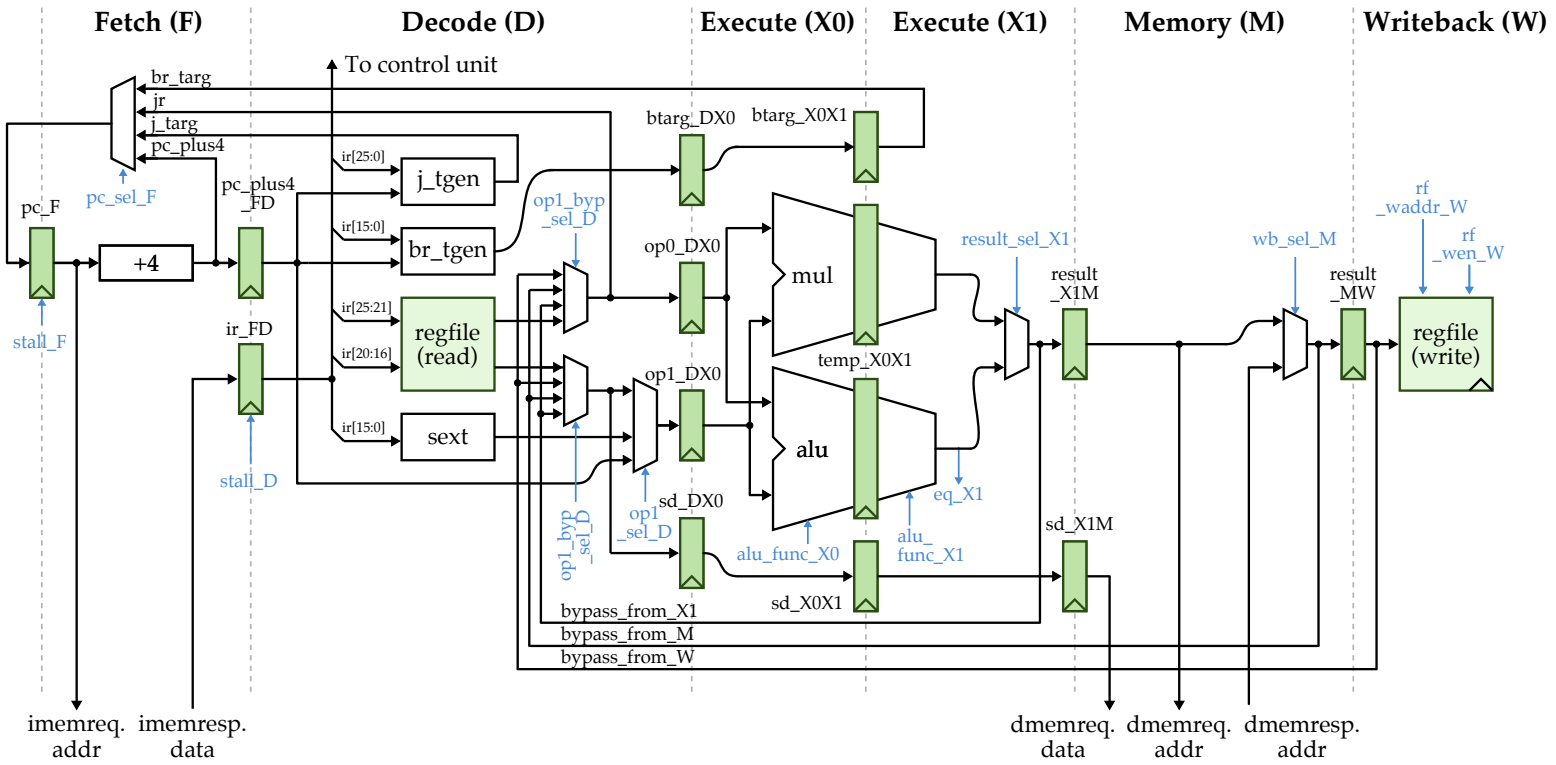 Fetch (F)
Decode (D)
Execute (X0)
Execute (X1)
Memory (M)
Writeback (W)
To control unit
br_targ
jr
j_targ
pc_plus4
pc_sel_F
pc_F
stall_F
+4
pc_plus4
_FD
ir_FD
stall_D
ir[25:0]
j_tgen
ir[15:0]
br_tgen
ir[25:21]
ir[20:16]
regfile
(read)
ir[15:0]
sext
op1_byp
_sel_D
op1_byp
_sel_D
op1
_sel_D
btarg_DX0
op0_DX0
op1_DX0
sd_DX0
btarg_X0X1
mul
temp_X0X1
alu
alu_func_X0
alu_
func_X1
eq_X1
sd_X0X1
result_sel_X1
result
_X1M
sd_X1M
wb_sel_M
result
_MW
rf
_waddr_W
rf
_wen_W
regfile
(write)
bypass_from_X1
bypass_from_M
bypass_from_W
imemreq.
addr
imemresp.
data
dmemreq.
data
dmemreq.
addr
dmemresp.
addr